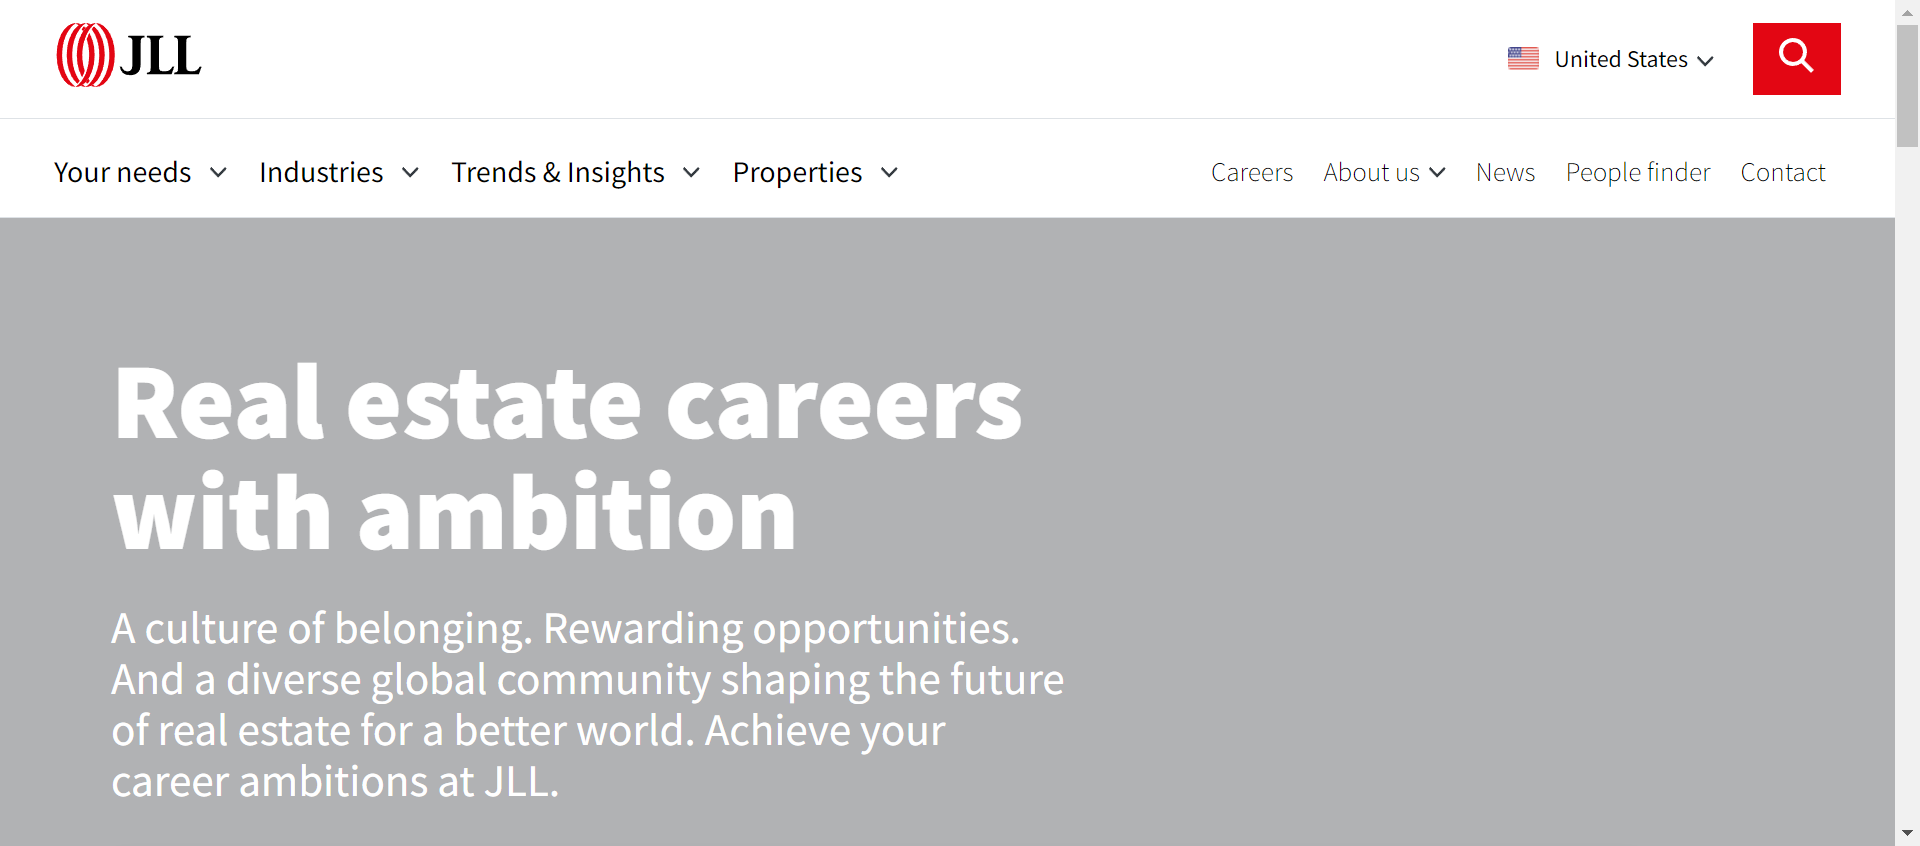 JLL
United States
Your needs Industries Trends & Insights Properties Careers About us News People finder Contact
Real estate careers
with ambition
A culture of belonging. Rewarding opportunities.
And a diverse global community shaping the future
of real estate for a better world. Achieve your
career ambitions at JLL.